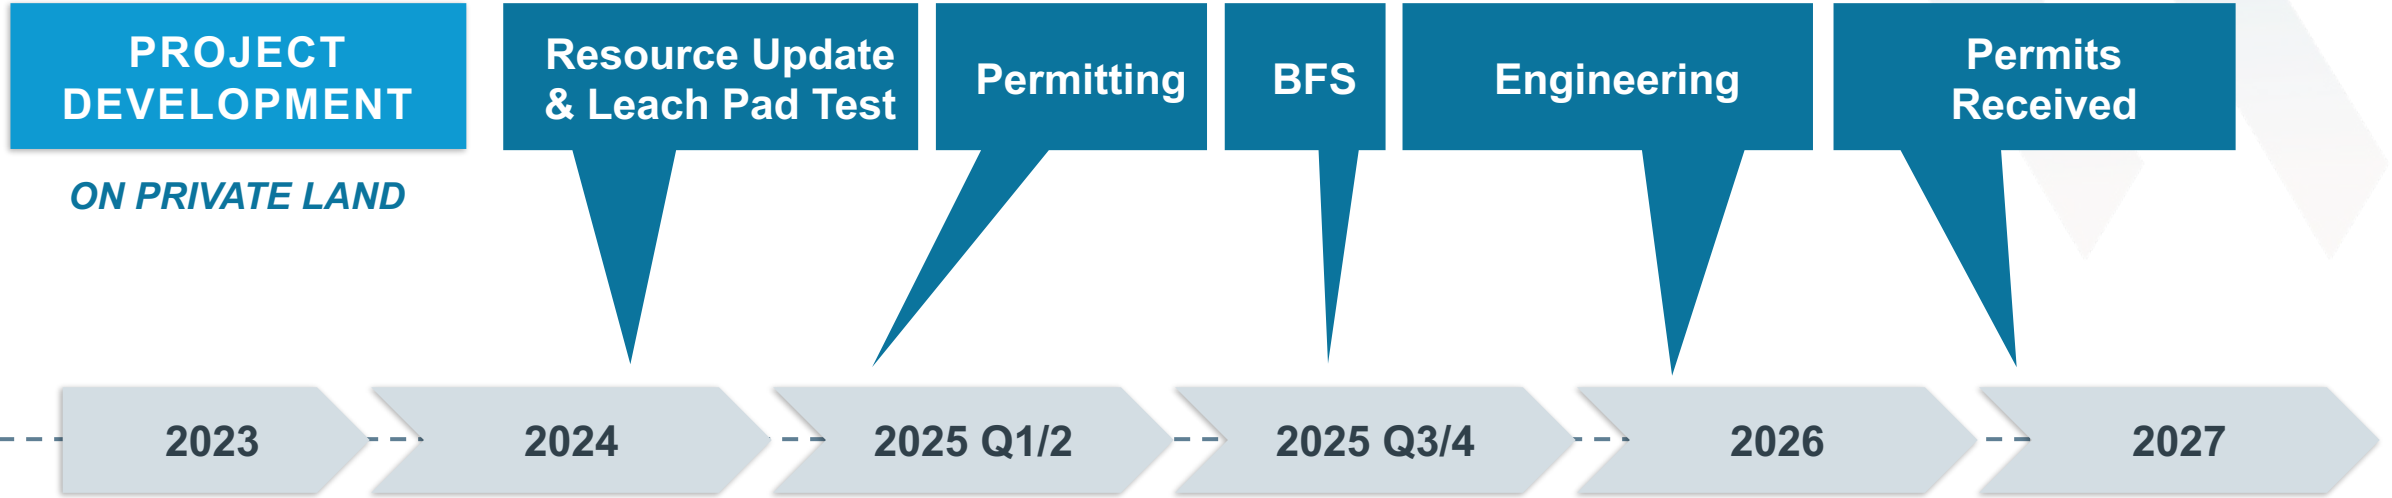 PROJECT
DEVELOPMENT
ON PRIVATE LAND
Resource Update
& Leach Pad Test
Permitting
BFS
Engineering
Permits
Received
2023
2024
2025 Q1/2
2025 Q3/4
2026
2027